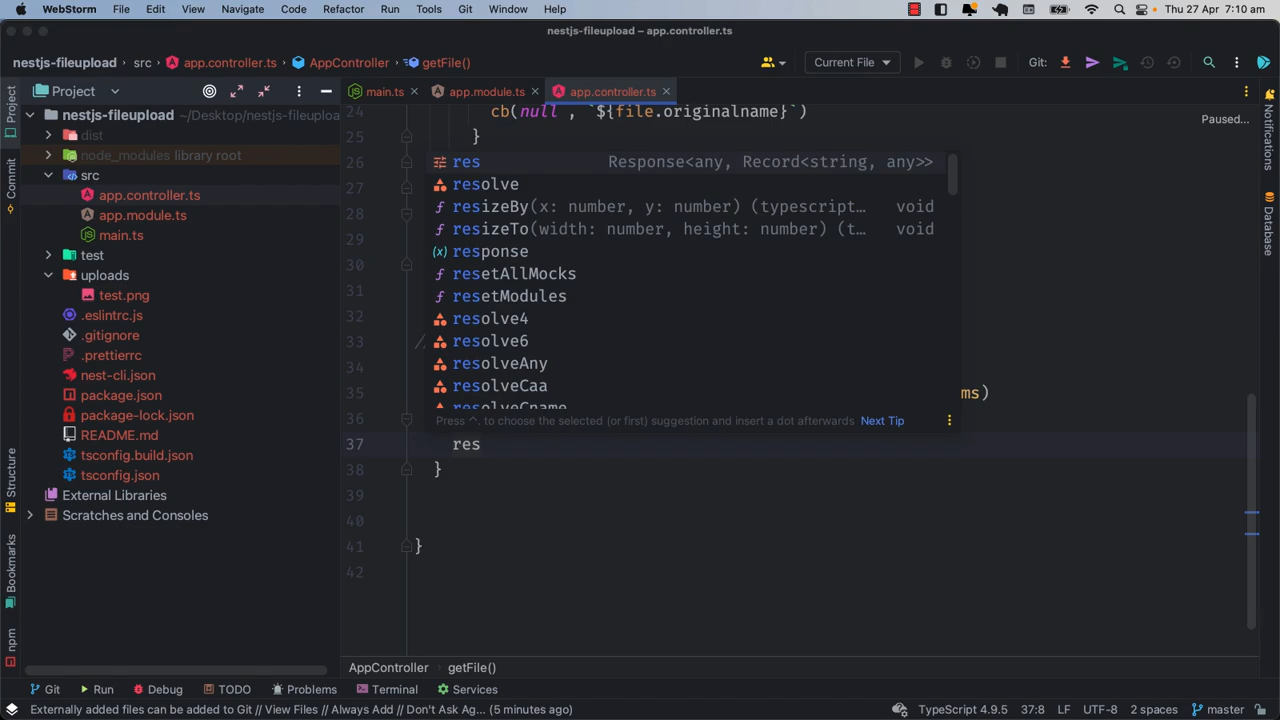 WebStorm File Edit View Navigate Code Refactor Run Tools Git Window Help Thu 27 Apr 7:10 am
nestjs-fileupload – app.controller.ts
nestjs-fileupload › src › app.controller.ts › AppController › getFile() Current File Git:
Project main.ts app.module.ts app.controller.ts
Project
Commit
Structure
Bookmarks
npm
Notifications
Database
nestjs-fileupload ~/Desktop/nestjs-fileuploa
dist
node_modules library root
src
app.controller.ts
app.module.ts
main.ts
test
uploads
test.png
.eslintrc.js
.gitignore
.prettierrc
nest-cli.json
package.json
package-lock.json
README.md
tsconfig.build.json
tsconfig.json
External Libraries
Scratches and Consoles
Paused...
24 cb(null , `${file.originalname}`)
25 }
26
27
28
29
30
31
32
33 /
34
35 ms)
36
37 res
38 }
39
40
41 }
42
res Response<any, Record<string, any>>
resolve
resizeBy(x: number, y: number) (typescript… void
resizeTo(width: number, height: number) (t… void
response
resetAllMocks
resetModules
resolve4
resolve6
resolveAny
resolveCaa
resolveCname
Press ^. to choose the selected (or first) suggestion and insert a dot afterwards Next Tip
AppController › getFile()
Git Run Debug TODO Problems Terminal Services
Externally added files can be added to Git // View Files // Always Add // Don't Ask Ag... (5 minutes ago) TypeScript 4.9.5 37:8 LF UTF-8 2 spaces master